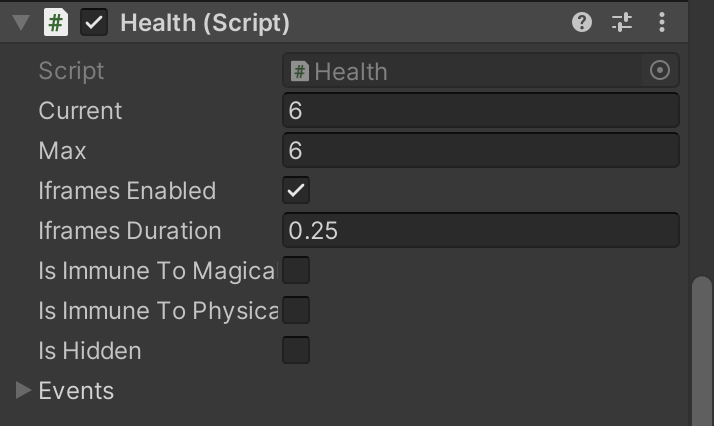 # Health (Script)
Script # Health
Current 6
Max 6
Iframes Enabled
Iframes Duration 0.25
Is Immune To Magical
Is Immune To Physica
Is Hidden
Events